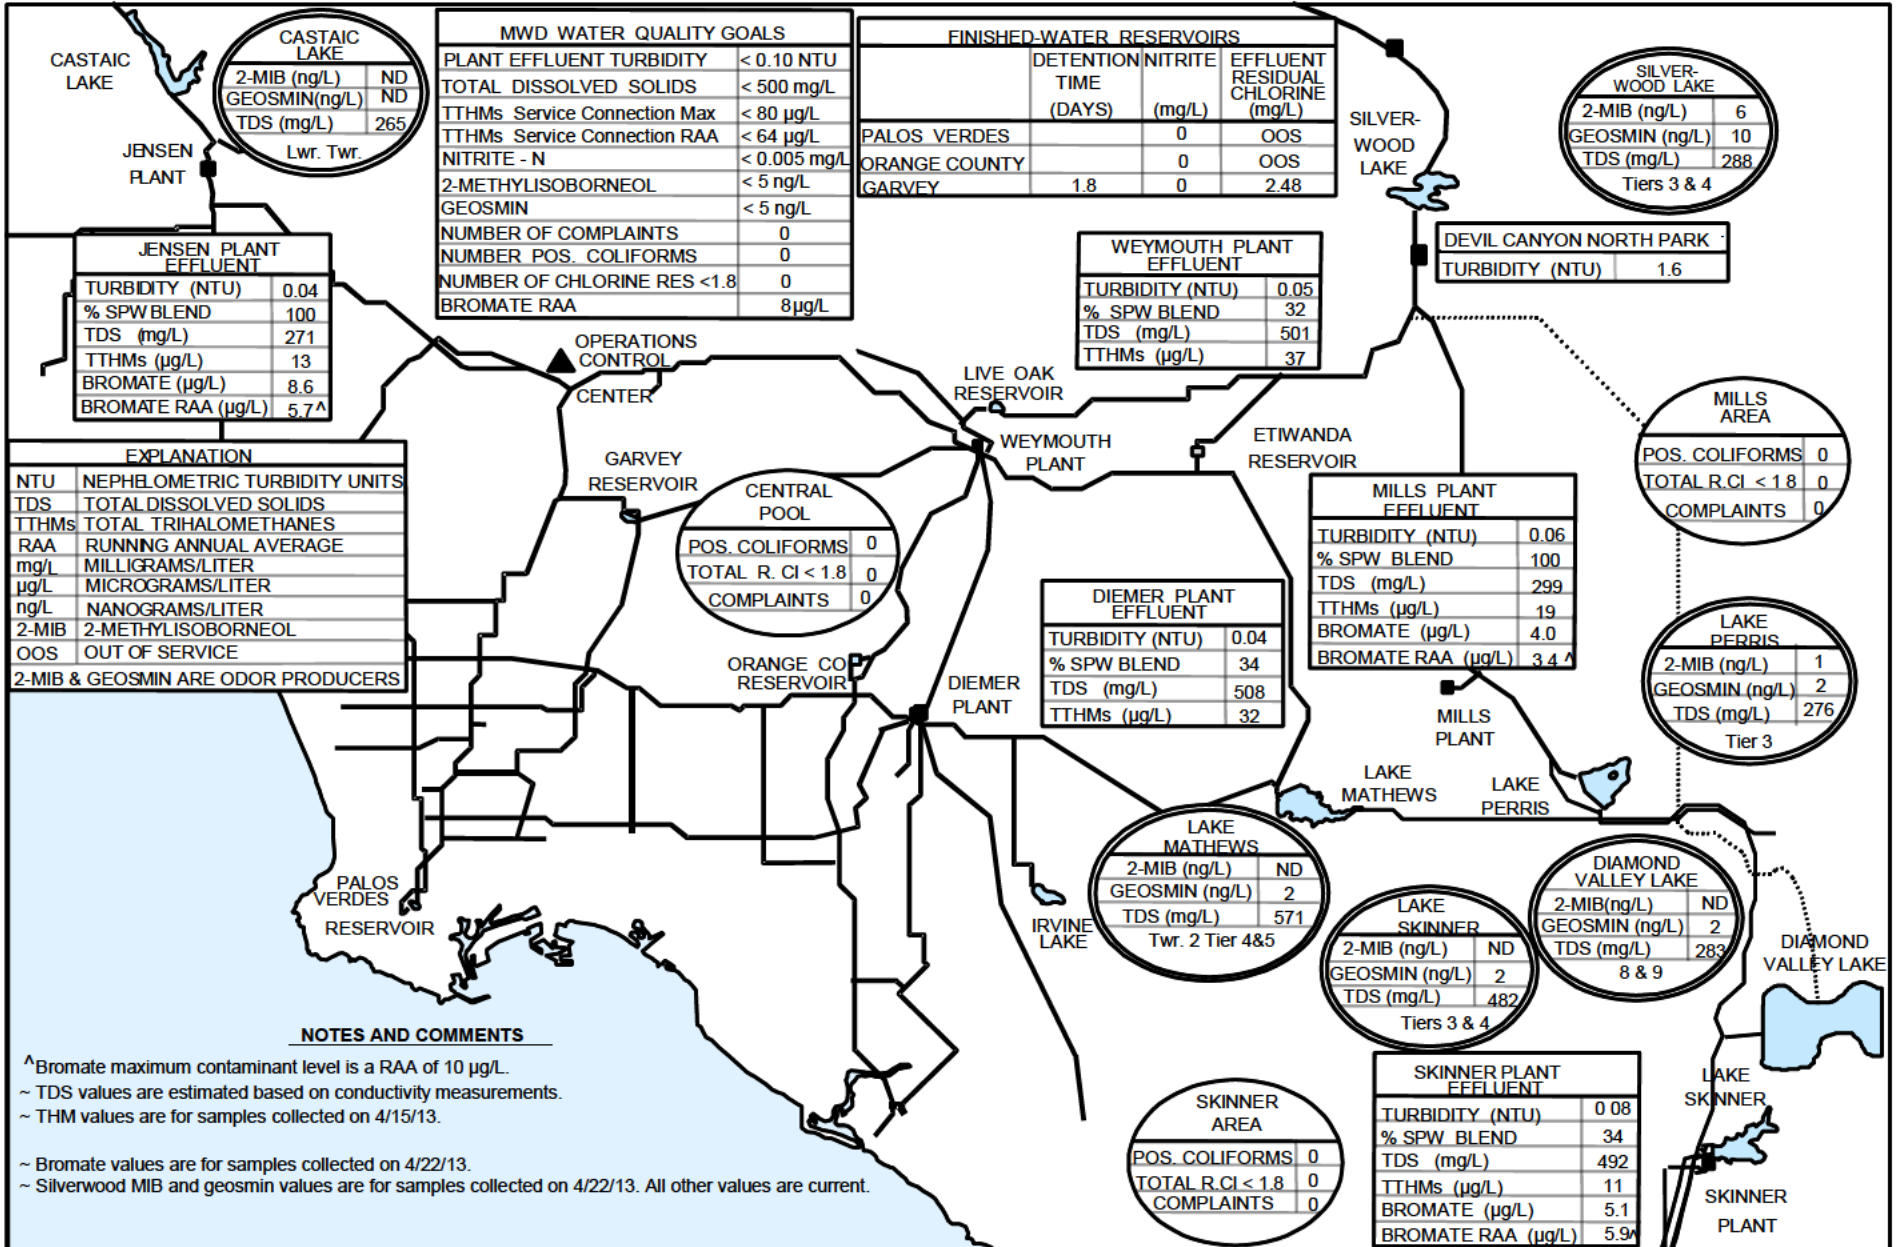 CASTAIC
LAKE
CASTAIC
LAKE
2-MIB (ng/L) ND
GEOSMIN(ng/L) ND
TDS (mg/L) 265
Lwr. Twr.
JENSEN
PLANT
MWD WATER QUALITY GOALS
PLANT EFFLUENT TURBIDITY < 0.10 NTU
TOTAL DISSOLVED SOLIDS < 500 mg/L
TTHMs Service Connection Max < 80 µg/L
TTHMs Service Connection RAA < 64 µg/L
NITRITE - N < 0.005 mg/L
2-METHYLISOBORNEOL < 5 ng/L
GEOSMIN < 5 ng/L
NUMBER OF COMPLAINTS 0
NUMBER POS. COLIFORMS 0
NUMBER OF CHLORINE RES <1.8 0
BROMATE RAA 8µg/L
FINISHED-WATER RESERVOIRS
DETENTION NITRITE EFFLUENT
TIME RESIDUAL
CHLORINE
(DAYS) (mg/L) (mg/L)
PALOS VERDES 0 OOS
ORANGE COUNTY 0 OOS
GARVEY 1.8 0 2.48
SILVER-
WOOD
LAKE
SILVER-
WOOD LAKE
2-MIB (ng/L) 6
GEOSMIN (ng/L) 10
TDS (mg/L) 288
Tiers 3 & 4
DEVIL CANYON NORTH PARK
TURBIDITY (NTU) 1.6
JENSEN PLANT
EFFLUENT
TURBIDITY (NTU) 0.04
% SPW BLEND 100
TDS (mg/L) 271
TTHMs (µg/L) 13
BROMATE (µg/L) 8.6
BROMATE RAA (µg/L) 5.7^
WEYMOUTH PLANT
EFFLUENT
TURBIDITY (NTU) 0.05
% SPW BLEND 32
TDS (mg/L) 501
TTHMs (µg/L) 37
OPERATIONS
CONTROL
CENTER
LIVE OAK
RESERVOIR
WEYMOUTH
PLANT
ETIWANDA
RESERVOIR
GARVEY
RESERVOIR
MILLS
AREA
POS. COLIFORMS 0
TOTAL R.Cl < 1 8 0
COMPLAINTS 0
EXPLANATION
NTU NEPHELOMETRIC TURBIDITY UNITS
TDS TOTAL DISSOLVED SOLIDS
TTHMs TOTAL TRIHALOMETHANES
RAA RUNNING ANNUAL AVERAGE
mg/L MILLIGRAMS/LITER
µg/L MICROGRAMS/LITER
ng/L NANOGRAMS/LITER
2-MIB 2-METHYLISOBORNEOL
OOS OUT OF SERVICE
2-MIB & GEOSMIN ARE ODOR PRODUCERS
CENTRAL
POOL
POS. COLIFORMS 0
TOTAL R. Cl < 1.8 0
COMPLAINTS 0
MILLS PLANT
EFFLUENT
TURBIDITY (NTU) 0.06
% SPW BLEND 100
TDS (mg/L) 299
TTHMs (µg/L) 19
BROMATE (µg/L) 4.0
BROMATE RAA (µg/L) 3 4 ^
DIEMER PLANT
EFFLUENT
TURBIDITY (NTU) 0.04
% SPW BLEND 34
TDS (mg/L) 508
TTHMs (µg/L) 32
LAKE
PERRIS
2-MIB (ng/L) 1
GEOSMIN (ng/L) 2
TDS (mg/L) 276
Tier 3
ORANGE CO
RESERVOIR
DIEMER
PLANT
MILLS
PLANT
LAKE
MATHEWS
LAKE
PERRIS
LAKE
MATHEWS
2-MIB (ng/L) ND
GEOSMIN (ng/L) 2
TDS (mg/L) 571
Twr. 2 Tier 4&5
DIAMOND
VALLEY LAKE
2-MIB(ng/L) ND
GEOSMIN (ng/L) 2
TDS (mg/L) 283
8 & 9
LAKE
SKINNER
2-MIB (ng/L) ND
GEOSMIN (ng/L) 2
TDS (mg/L) 482
Tiers 3 & 4
DIAMOND
VALLEY LAKE
PALOS
VERDES
RESERVOIR
IRVINE
LAKE
NOTES AND COMMENTS
^Bromate maximum contaminant level is a RAA of 10 µg/L.
~ TDS values are estimated based on conductivity measurements.
~ THM values are for samples collected on 4/15/13.
~ Bromate values are for samples collected on 4/22/13.
~ Silverwood MIB and geosmin values are for samples collected on 4/22/13. All other values are current.
SKINNER
AREA
POS. COLIFORMS 0
TOTAL R.Cl < 1.8 0
COMPLAINTS 0
SKINNER PLANT
EFFLUENT
TURBIDITY (NTU) 0 08
% SPW BLEND 34
TDS (mg/L) 492
TTHMs (µg/L) 11
BROMATE (µg/L) 5.1
BROMATE RAA (µg/L) 5.9^
LAKE
SKINNER
SKINNER
PLANT